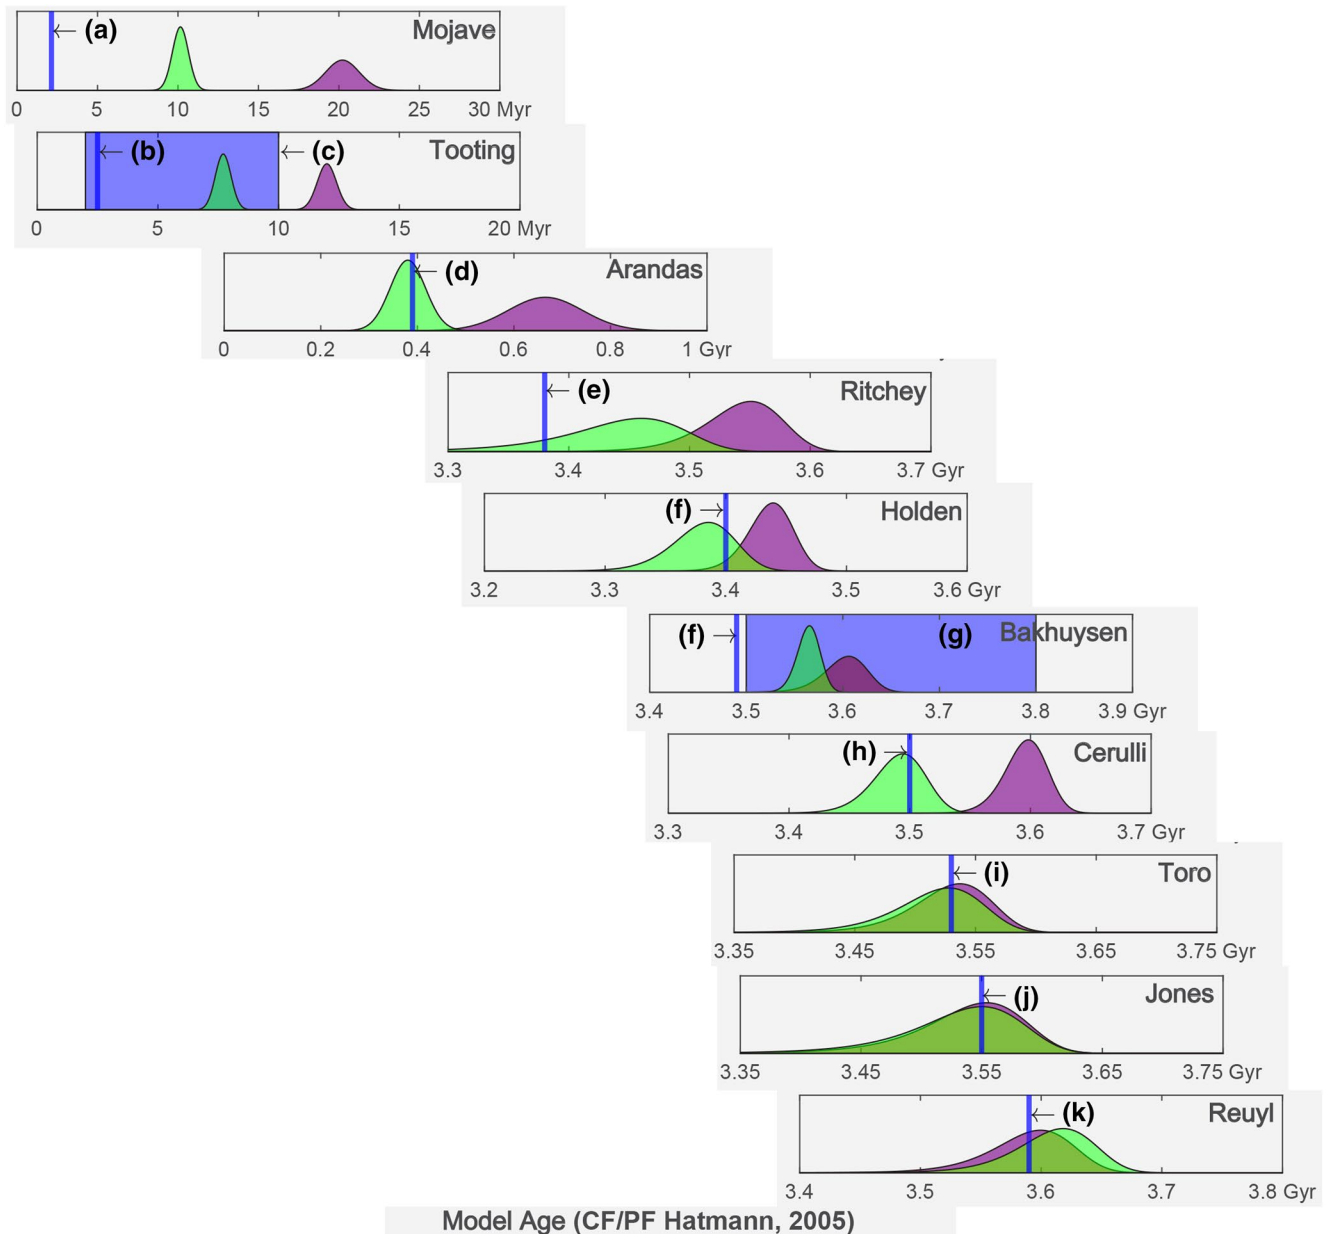 (a) Mojave
0 5 10 15 20 25 30 Myr
(b) (c) Tooting
0 5 10 15 20 Myr
(d) Arandas
0 0.2 0.4 0.6 0.8 1 Gyr
(e) Ritchey
3.3 3.4 3.5 3.6 3.7 Gyr
(f) Holden
3.2 3.3 3.4 3.5 3.6 Gyr
(f) (g) Bakhuysen
3.4 3.5 3.6 3.7 3.8 3.9 Gyr
(h) Cerulli
3.3 3.4 3.5 3.6 3.7 Gyr
(i) Toro
3.35 3.45 3.55 3.65 3.75 Gyr
(j) Jones
3.35 3.45 3.55 3.65 3.75 Gyr
(k) Reuyl
3.4 3.5 3.6 3.7 3.8 Gyr
Model Age (CF/PF Hatmann, 2005)